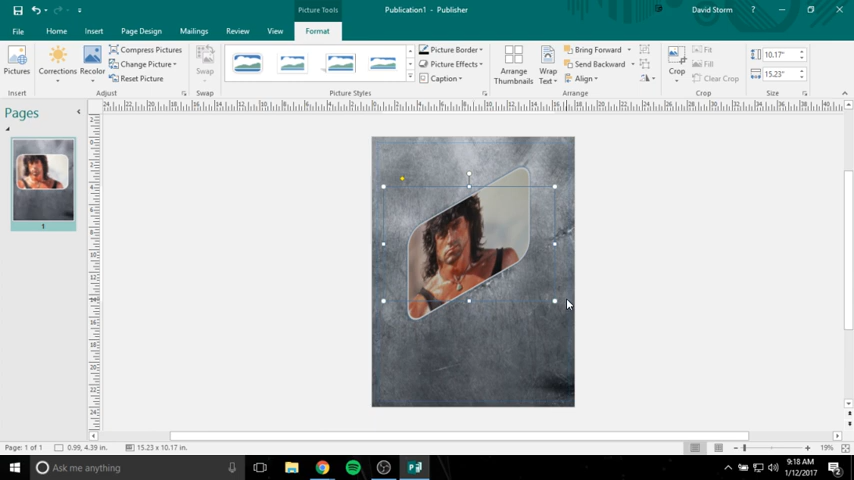 Picture Tools
Publication1 - Publisher
David Storm
?
File
Home
Insert
Page Design
Mailings
Review
View
Format
Pictures
Corrections
Recolor
Compress Pictures
Change Picture
Reset Picture
Swap
Picture Border
Picture Effects
Caption
Arrange
Thumbnails
Wrap
Text
Bring Forward
Send Backward
Align
Crop
Fit
Fill
Clear Crop
10.17"
15.23"
Insert
Adjust
Swap
Picture Styles
Arrange
Crop
Size
Pages
1
Page: 1 of 1
0.99, 4.39 in.
15.23 x 10.17 in.
19%
Ask me anything
9:18 AM
1/12/2017